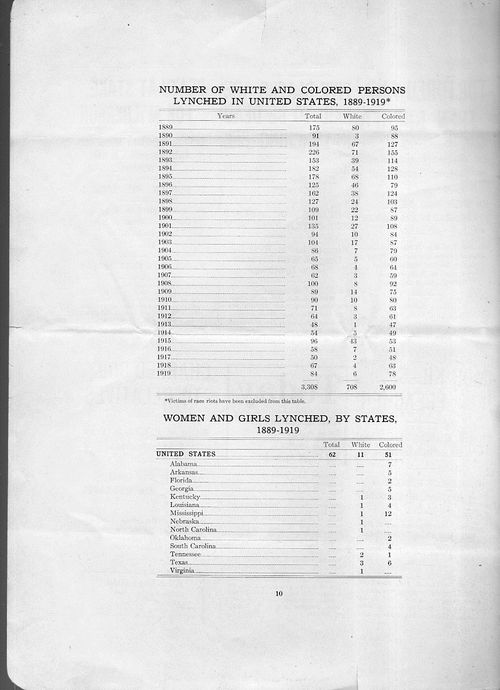 NUMBER OF WHITE AND COLORED PERSONS
LYNCHED IN UNITED STATES, 1889-1919*
Years Total White Colored
1889 175 80 95
1890 91 3 88
1891 194 67 127
1892 226 71 155
1893 153 39 114
1894 182 54 128
1895 178 68 110
1896 125 46 79
1897 162 38 124
1898 127 24 103
1899 109 22 87
1900 101 12 89
1901 135 27 108
1902 94 10 84
1903 104 17 87
1904 86 7 79
1905 65 5 60
1906 68 4 64
1907 62 3 59
1908 100 8 92
1909 89 14 75
1910 90 10 80
1911 71 8 63
1912 64 3 61
1913 48 1 47
1914 54 5 49
1915 96 43 53
1916 58 7 51
1917 50 2 48
1918 67 4 63
1919 84 6 78
3,308 708 2,600
*Victims of race riots have been excluded from this table.
WOMEN AND GIRLS LYNCHED, BY STATES,
1889-1919
Total White Colored
UNITED STATES 62 11 51
Alabama .... .... 7
Arkansas .... .... 5
Florida .... .... 2
Georgia .... .... 5
Kentucky .... 1 3
Louisiana .... 1 4
Mississippi .... 1 12
Nebraska .... 1 ....
North Carolina .... 1 ....
Oklahoma .... .... 2
South Carolina .... .... 4
Tennessee .... 2 1
Texas .... 3 6
Virginia .... 1 ....
10